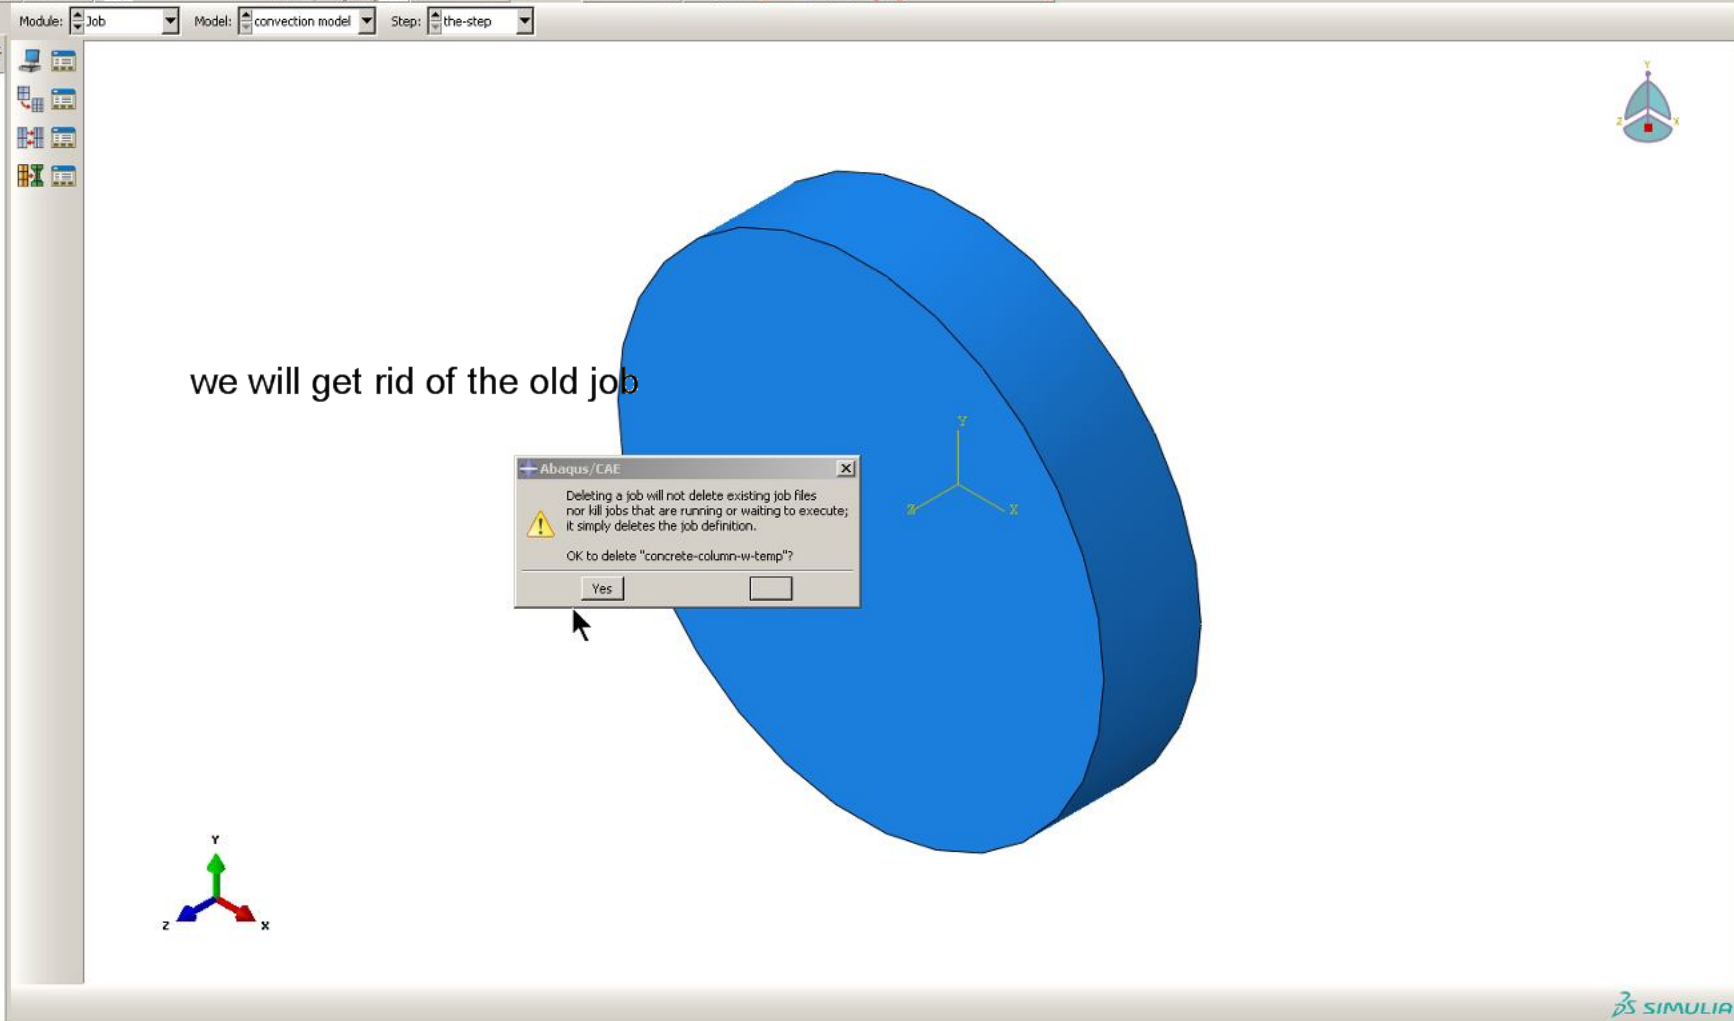 Module: Job Model: convection model Step: the-step
Y
Z X
we will get rid of the old job
Y
Z X
Abaqus/CAE
Deleting a job will not delete existing job files
nor kill jobs that are running or waiting to execute;
it simply deletes the job definition.
OK to delete "concrete-column-w-temp"?
Yes
Y
Z X
SIMULIA